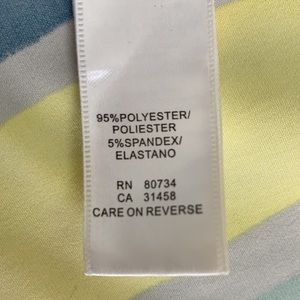 95%POLYESTER/
POLIESTER
5%SPANDEX/
ELASTANO
RN 80734
CA 31458
CARE ON REVERSE